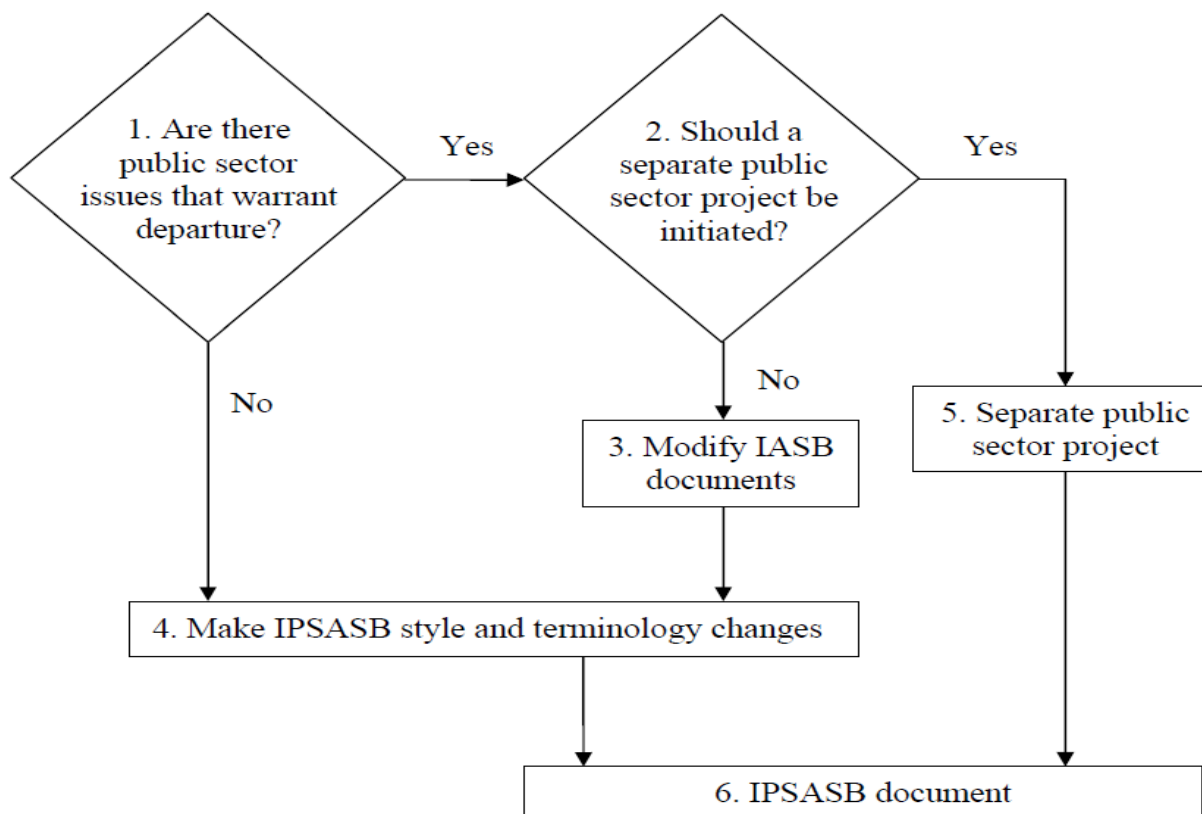 1. Are there
public sector
issues that warrant
departure?
Yes
2. Should a
separate public
sector project be
initiated?
Yes
No
No
3. Modify IASB
documents
5. Separate public
sector project
4. Make IPSASB style and terminology changes
6. IPSASB document